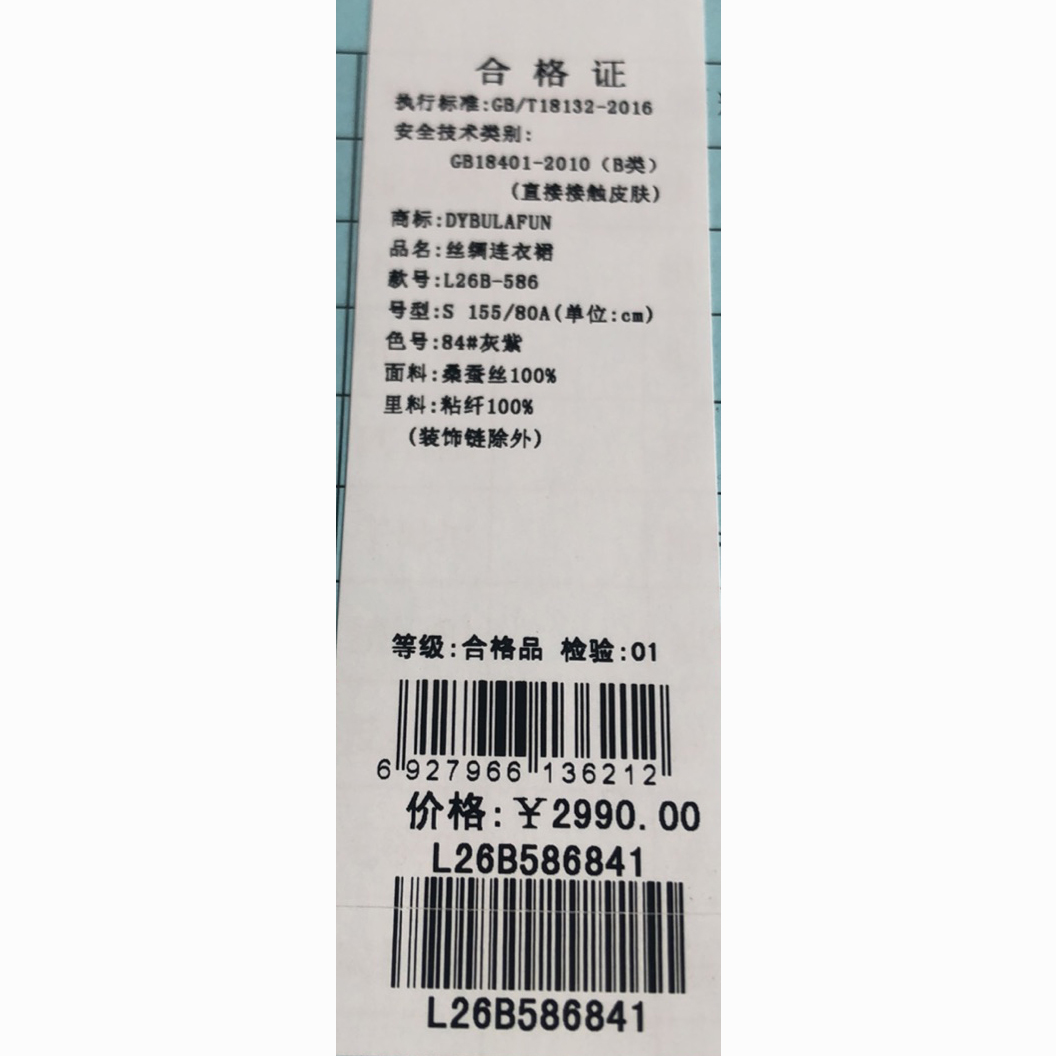 合格证
执行标准:GB/T18132-2016
安全技术类别:
GB18401-2010（B类）
(直接接触皮肤)
商标:DYBULAFUN
品名:丝绸连衣裙
款号:L26B-586
号型:S 155/80A(单位:cm)
色号:84#灰紫
面料:桑蚕丝100%
里料:粘纤100%
(装饰链除外)
等级:合格品 检验:01
6 927966 136212
价格:￥2990.00
L26B586841
L26B586841